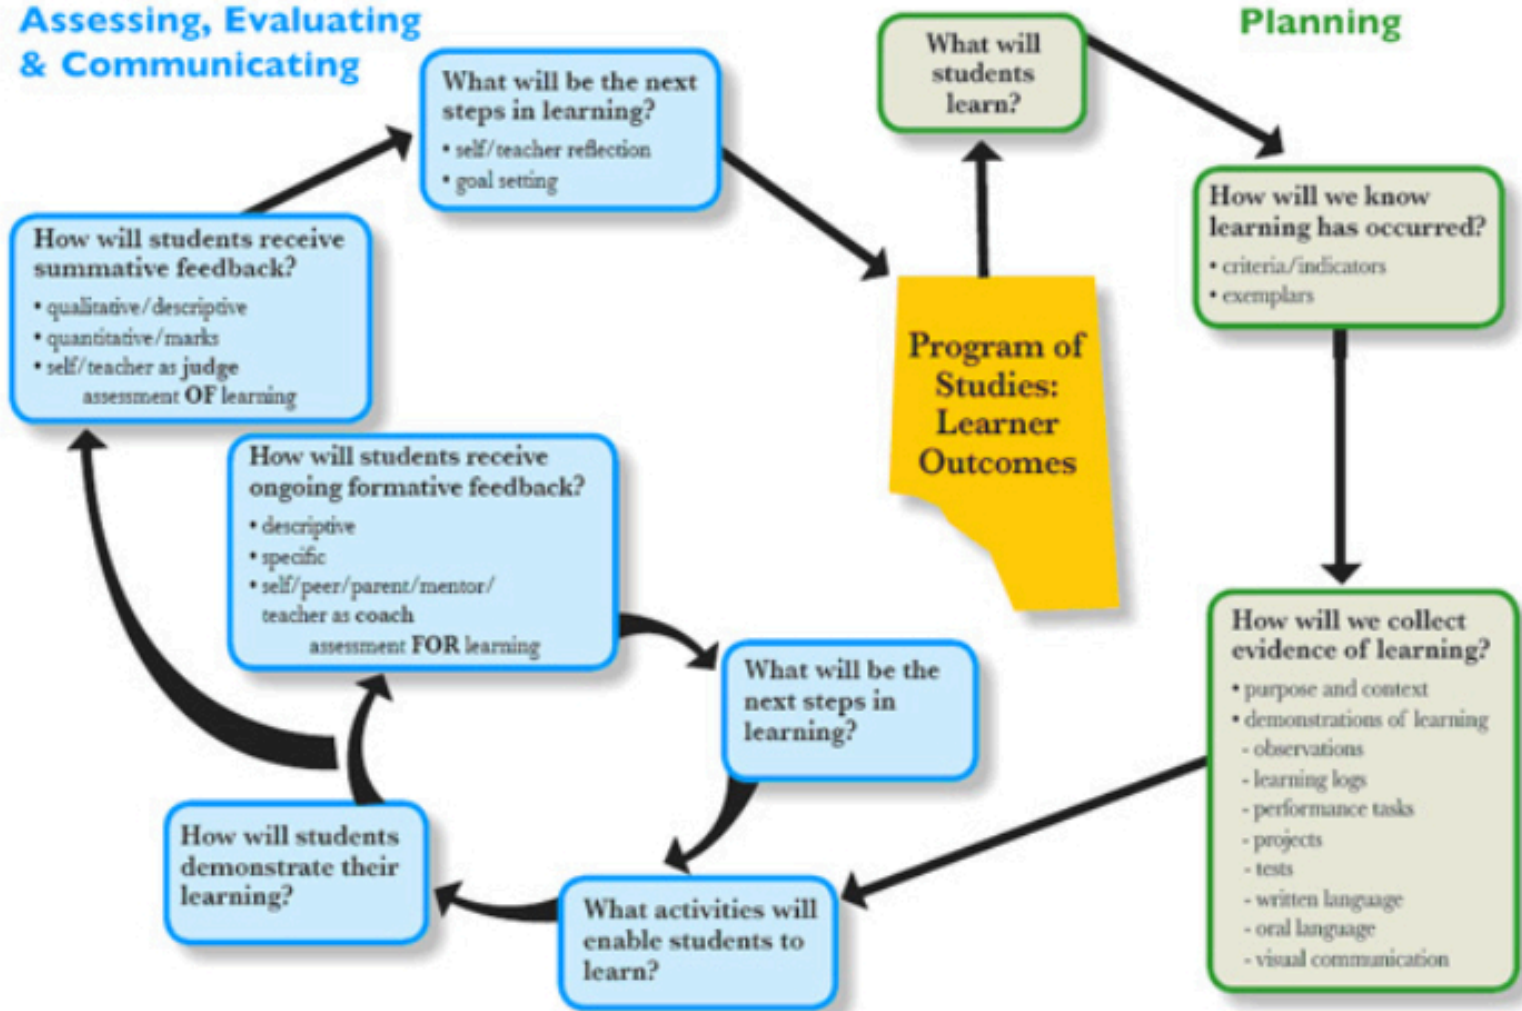 Assessing, Evaluating
& Communicating
Planning
What will
students
learn?
What will be the next
steps in learning?
• self/teacher reflection
• goal setting
How will we know
learning has occurred?
• criteria/indicators
• exemplars
How will students receive
summative feedback?
• qualitative/descriptive
• quantitative/marks
• self/teacher as judge
assessment OF learning
Program of
Studies:
Learner
Outcomes
How will students receive
ongoing formative feedback?
• descriptive
• specific
• self/peer/parent/mentor/
teacher as coach
assessment FOR learning
How will we collect
evidence of learning?
• purpose and context
• demonstrations of learning
- observations
- learning logs
- performance tasks
- projects
- tests
- written language
- oral language
- visual communication
What will be the
next steps in
learning?
How will students
demonstrate their
learning?
What activities will
enable students to
learn?